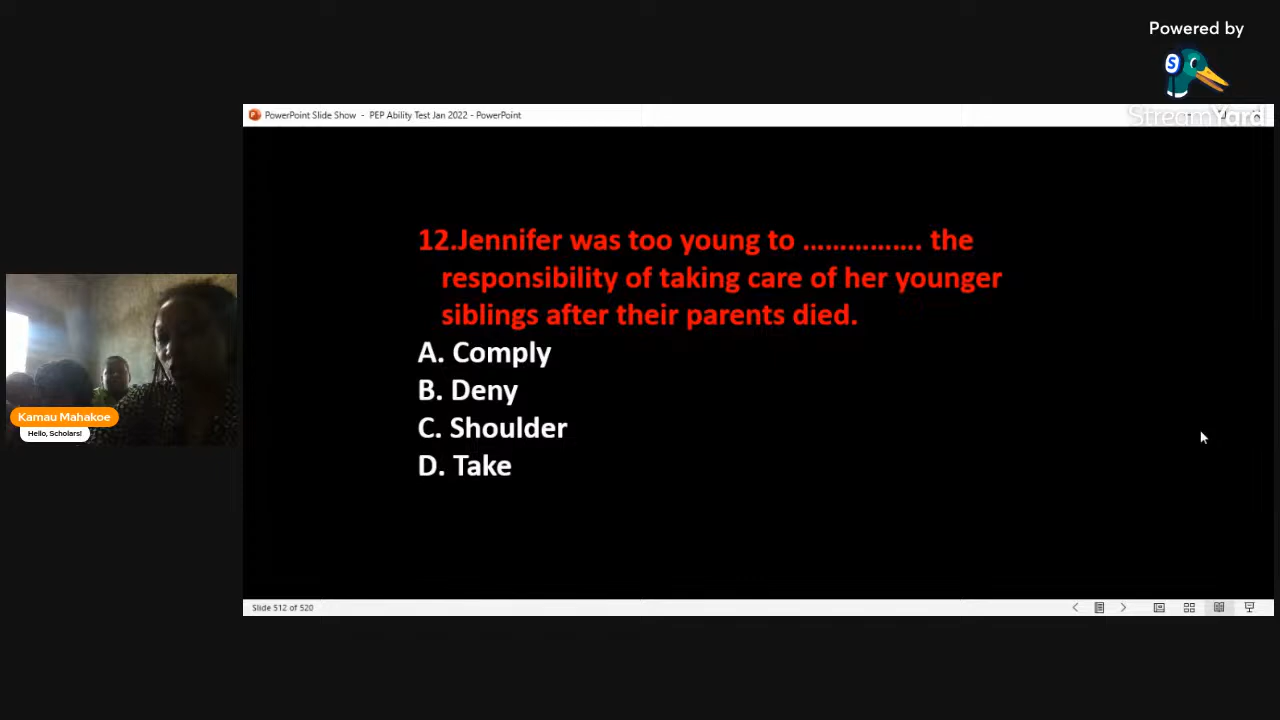 Powered by
StreamYard
PowerPoint Slide Show - PEP Ability Test Jan 2022 - PowerPoint
12.Jennifer was too young to ................ the
responsibility of taking care of her younger
siblings after their parents died.
A. Comply
B. Deny
C. Shoulder
D. Take
Kamau Mahakoe
Hello, Scholars!
Slide 512 of 520